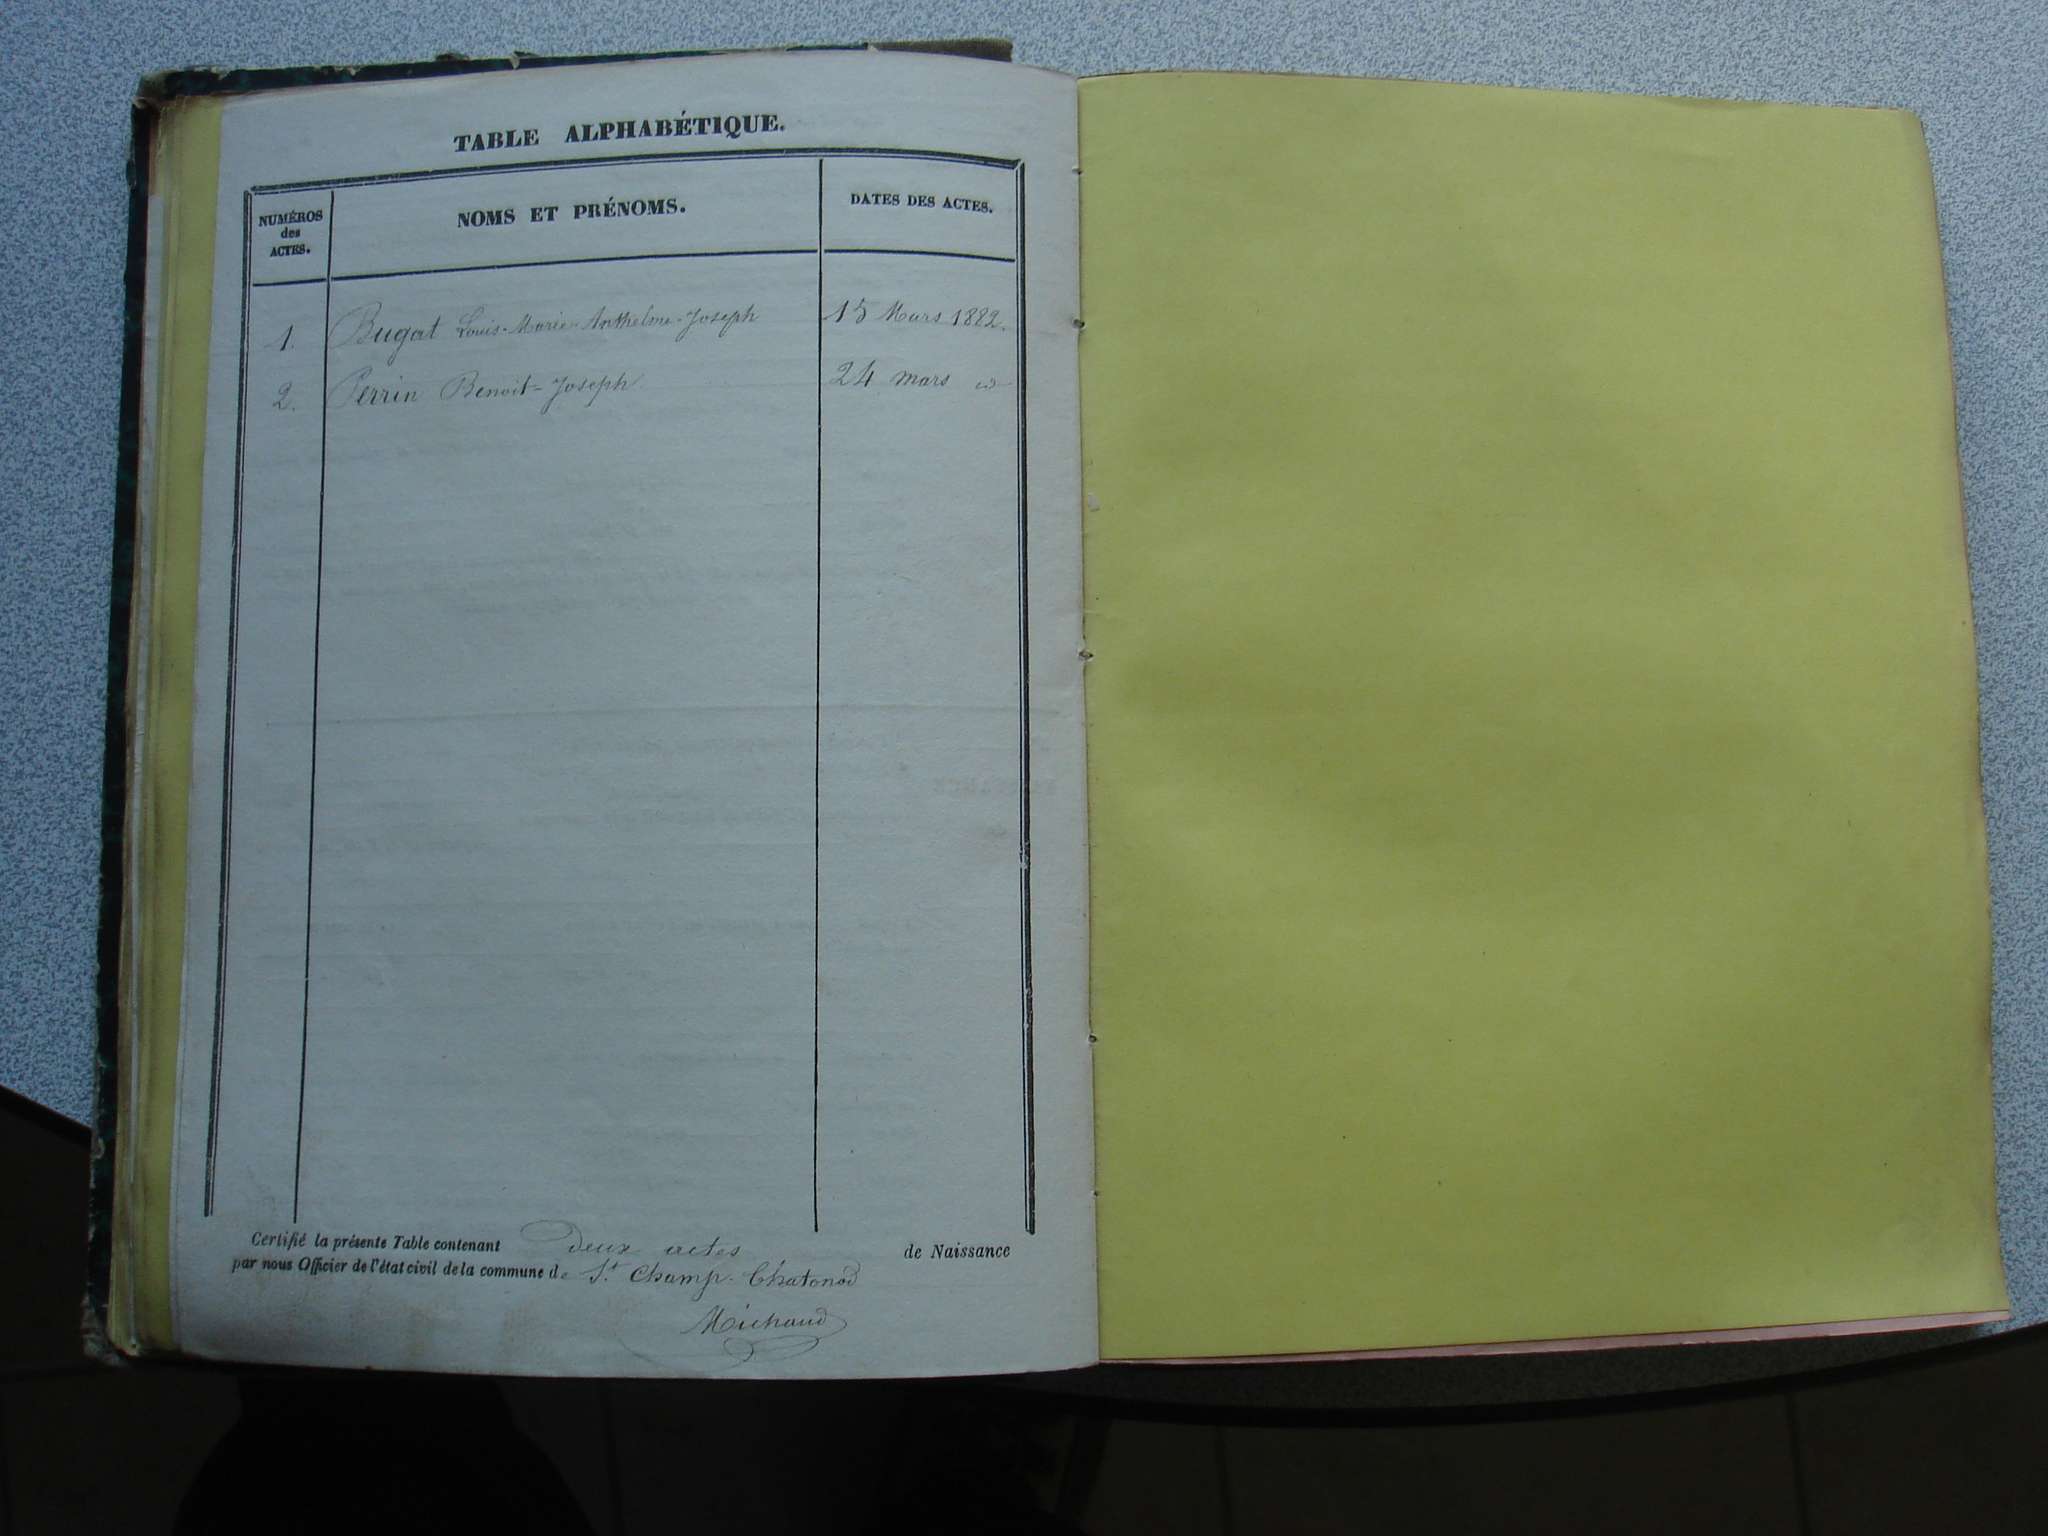 TABLE ALPHABÉTIQUE.
NUMÉROS des ACTES. NOMS ET PRÉNOMS. DATES DES ACTES.
1. Bugat Louis-Marie-Anthelme-Joseph 15 Mars 1882.
2. Perrin Benoit=Joseph 24 mars
Certifié la présente Table contenant deux actes de Naissance
par nous Officier de l'état civil de la commune de St Champ-Chatonod
Michaud